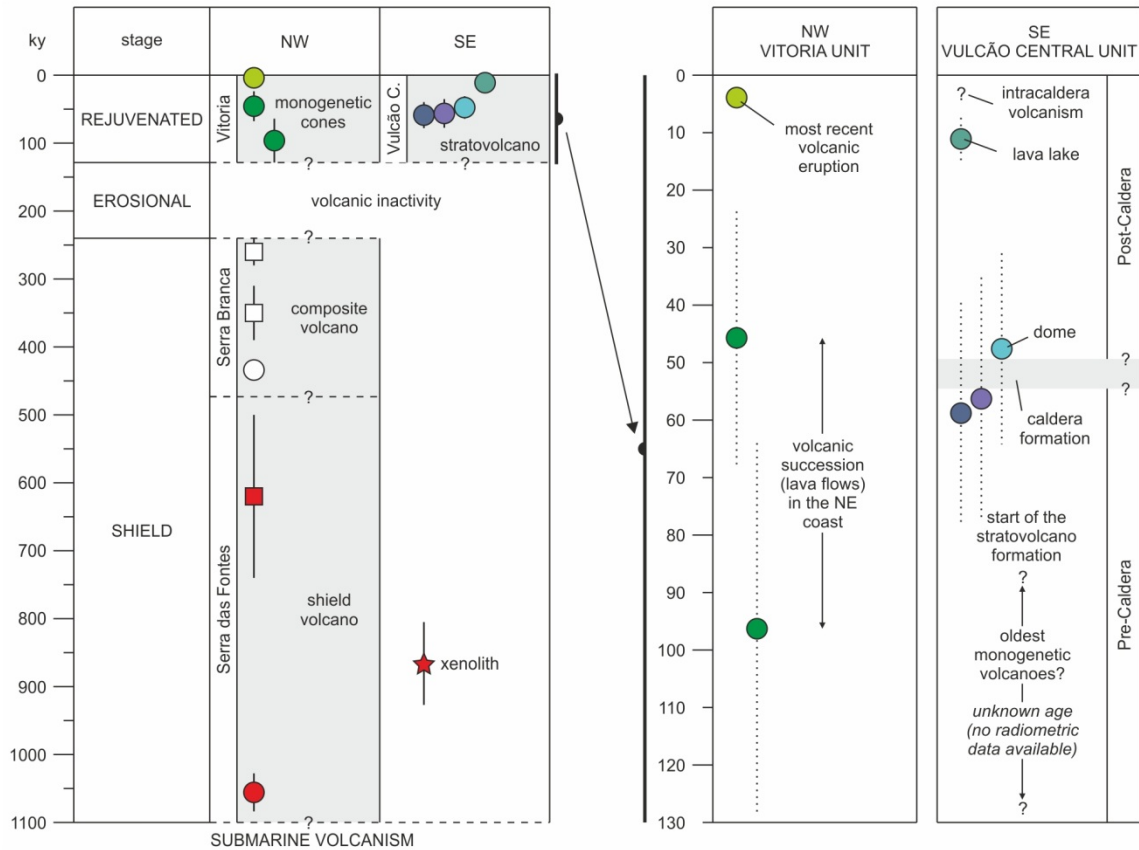 ky
stage
NW
SE
0
100
200
300
400
500
600
700
800
900
1000
1100
REJUVENATED
EROSIONAL
SHIELD
Vitoria
monogenetic
cones
Vulcão C.
stratovolcano
?
?
volcanic inactivity
?
Serra Branca
composite
volcano
?
Serra das Fontes
shield
volcano
xenolith
?
SUBMARINE VOLCANISM
NW
VITORIA UNIT
0
10
20
30
40
50
60
70
80
90
100
110
120
130
most recent
volcanic
eruption
volcanic
succession
(lava flows)
in the NE
coast
SE
VULCÃO CENTRAL UNIT
? intracaldera
volcanism
lava lake
dome
?
?
caldera
formation
start of the
stratovolcano
formation
?
oldest
monogenetic
volcanoes?
unknown age
(no radiometric
data available)
?
Post-Caldera
Pre-Caldera